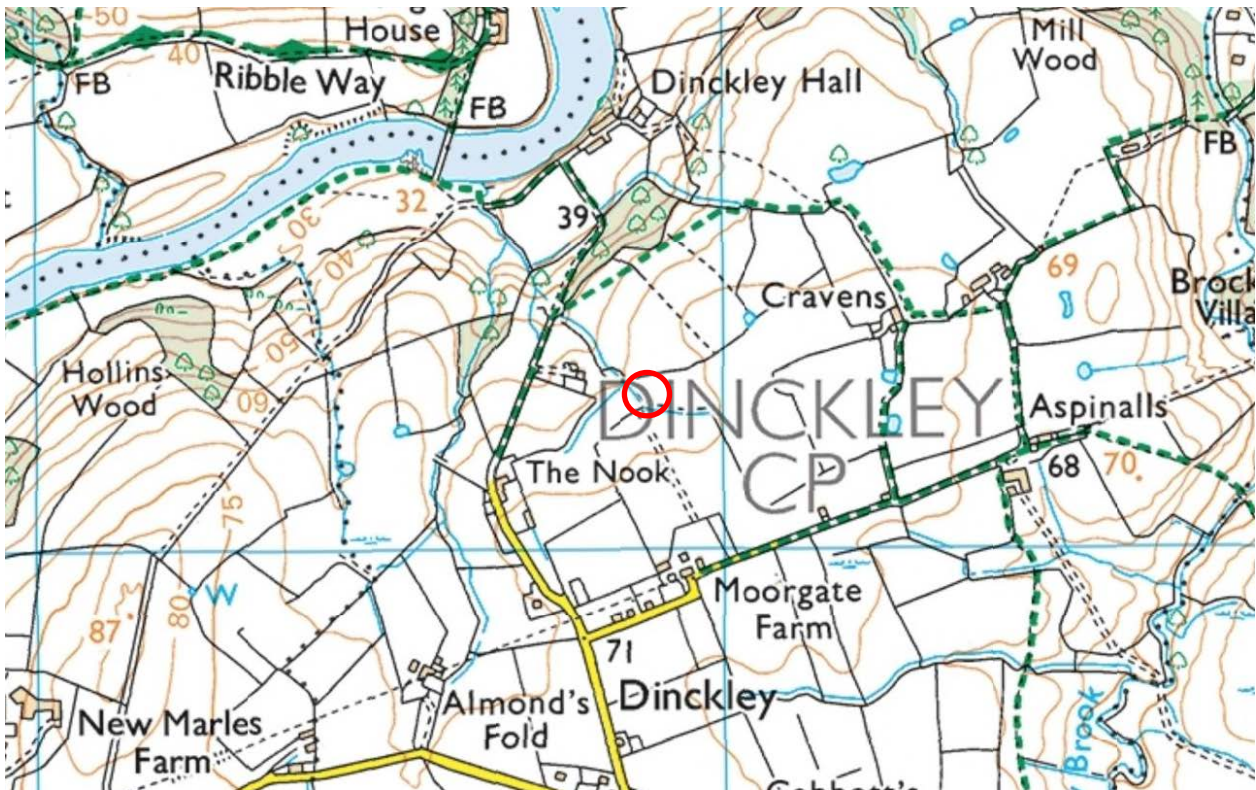 50
House
Mill
Wood
40
FB
Ribble Way
FB
Dinckley Hall
FB
32
39
30
40
69
Cravens
Brock
Villa
50
Hollins
Wood
60
DINCKLEY
CP
Aspinalls
The Nook
68
70
75
W
80
87
Moorgate
Farm
71
Dinckley
Almond's
Fold
New Marles
Farm
Brook